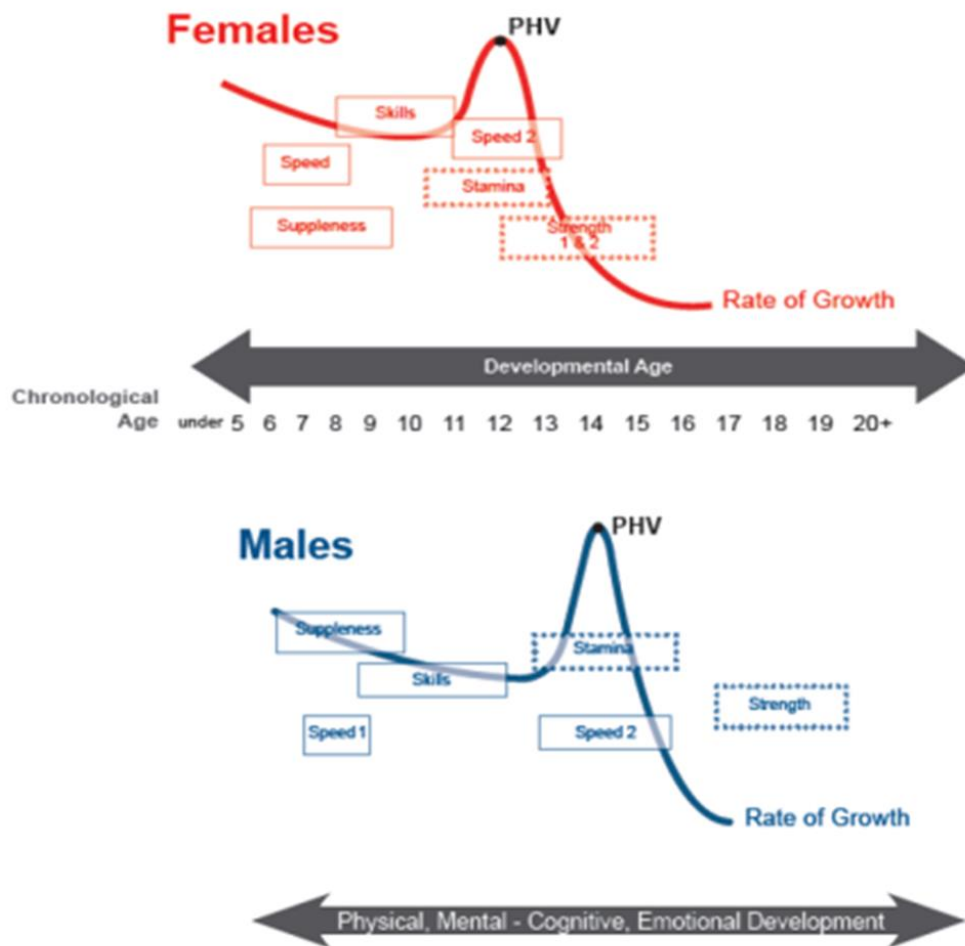 Females
PHV
Skills
Speed 2
Speed
Stamina
Suppleness
Strength
1 & 2
Rate of Growth
Developmental Age
Chronological
Age under 5 6 7 8 9 10 11 12 13 14 15 16 17 18 19 20+
PHV
Males
Suppleness
Stamina
Skills
Strength
Speed 1
Speed 2
Rate of Growth
Physical, Mental - Cognitive, Emotional Development